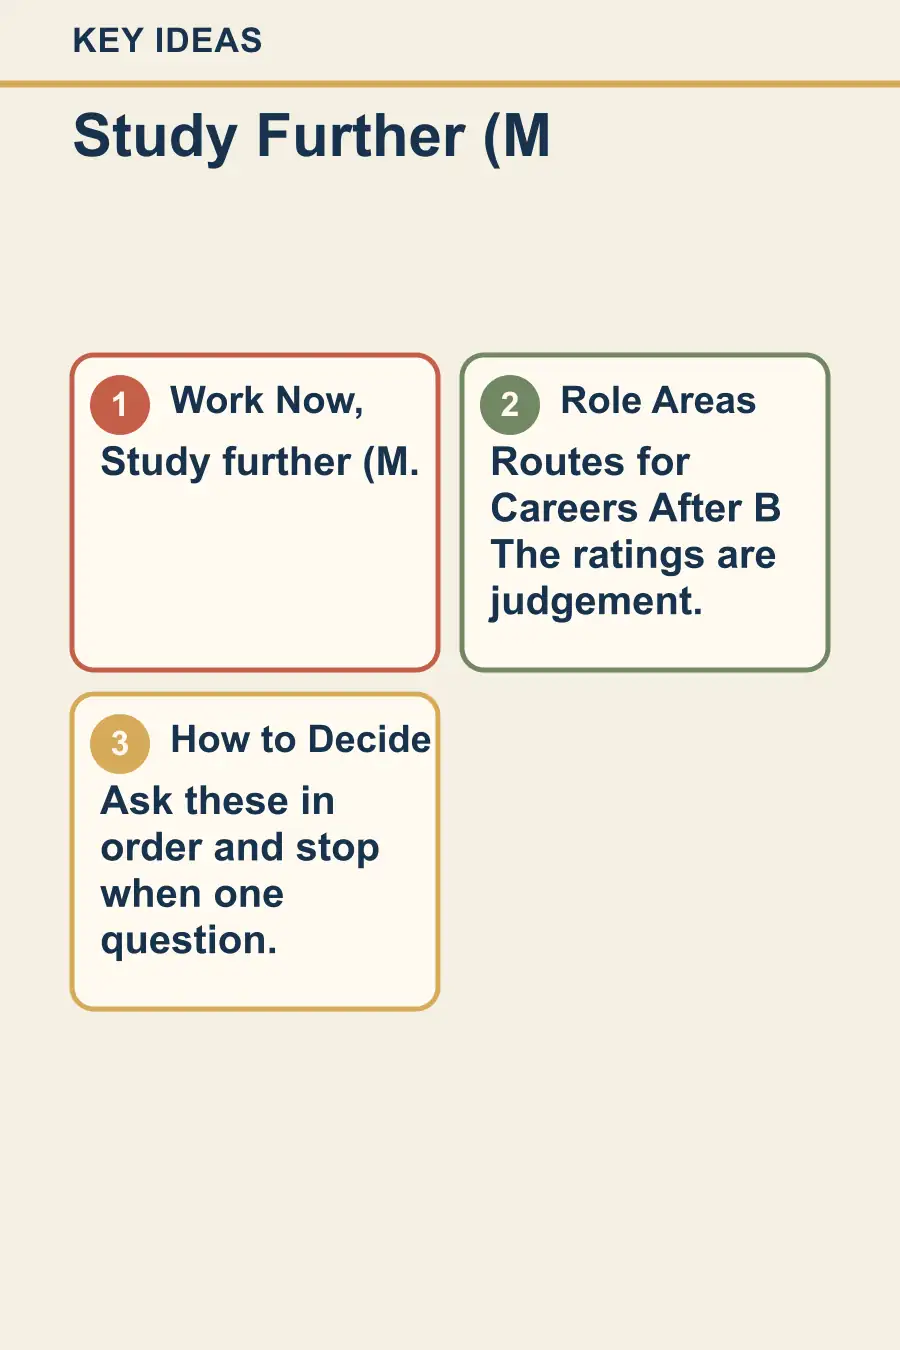 KEY IDEAS
Study Further (M
1 Work Now,
Study further (M.
2 Role Areas
Routes for
Careers After B
The ratings are
judgement.
3 How to Decide
Ask these in
order and stop
when one
question.